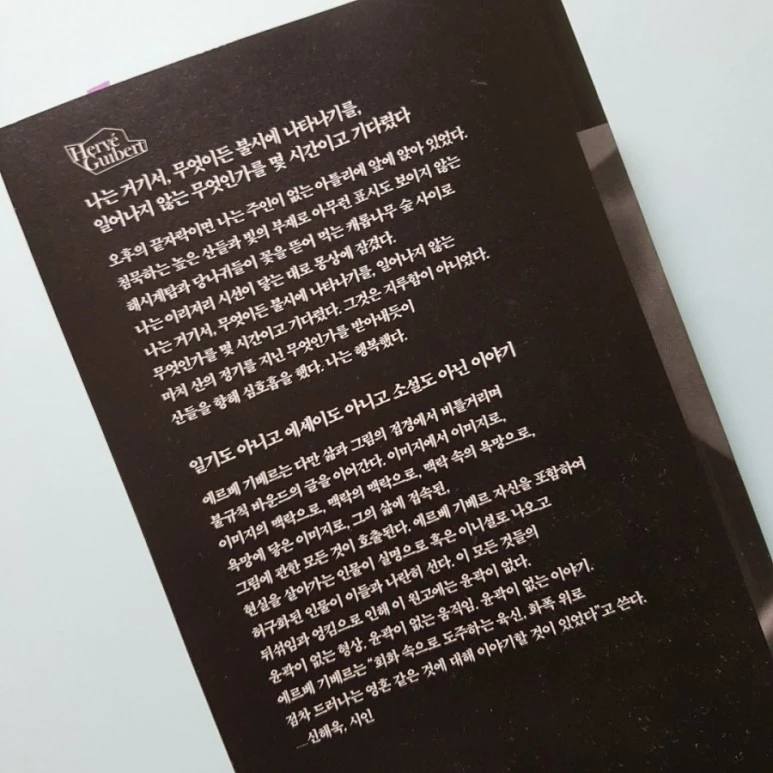 Hervé
Guibert
나는 거기서, 무엇이든 불시에 나타나기를,
일어나지 않는 무엇인가를 몇 시간이고 기다렸다
오후의 끝자락이면 나는 주인이 없는 아틀리에 앞에 앉아 있었다.
침묵하는 높은 산들과 빛의 부재로 아무런 표시도 보이지 않는
해시계탑과 당나귀들이 꽃을 뜯어 먹는 캐롭나무 숲 사이로
나는 이리저리 시선이 닿는 대로 몽상에 잠겼다.
나는 거기서, 무엇이든 불시에 나타나기를, 일어나지 않는
무엇인가를 몇 시간이고 기다렸다. 그것은 지루함이 아니었다.
마치 산의 정기를 지닌 무엇인가를 받아내듯이
산들을 향해 심호흡을 했다. 나는 행복했다.
일기도 아니고 에세이도 아니고 소설도 아닌 이야기
에르베 기베르는 다만 삶과 그림의 접경에서 비틀거리며
불규칙 바운드의 글을 이어간다. 이미지에서 이미지로,
이미지의 맥락으로, 맥락의 맥락으로, 맥락 속의 욕망으로,
욕망에 닿은 이미지로, 그의 삶에 접속된,
그림에 관한 모든 것이 호출된다. 에르베 기베르 자신을 포함하여
현실을 살아가는 인물이 실명으로 혹은 이니셜로 나오고
허구화된 인물이 이들과 나란히 선다. 이 모든 것들의
뒤섞임과 엉킴으로 인해 이 원고에는 윤곽이 없다.
윤곽이 없는 형상, 윤곽이 없는 움직임, 윤곽이 없는 이야기.
에르베 기베르는 "회화 속으로 도주하는 육신, 화폭 위로
점차 드러나는 영혼 같은 것에 대해 이야기할 것이 있었다"고 쓴다.
...신해욱, 시인